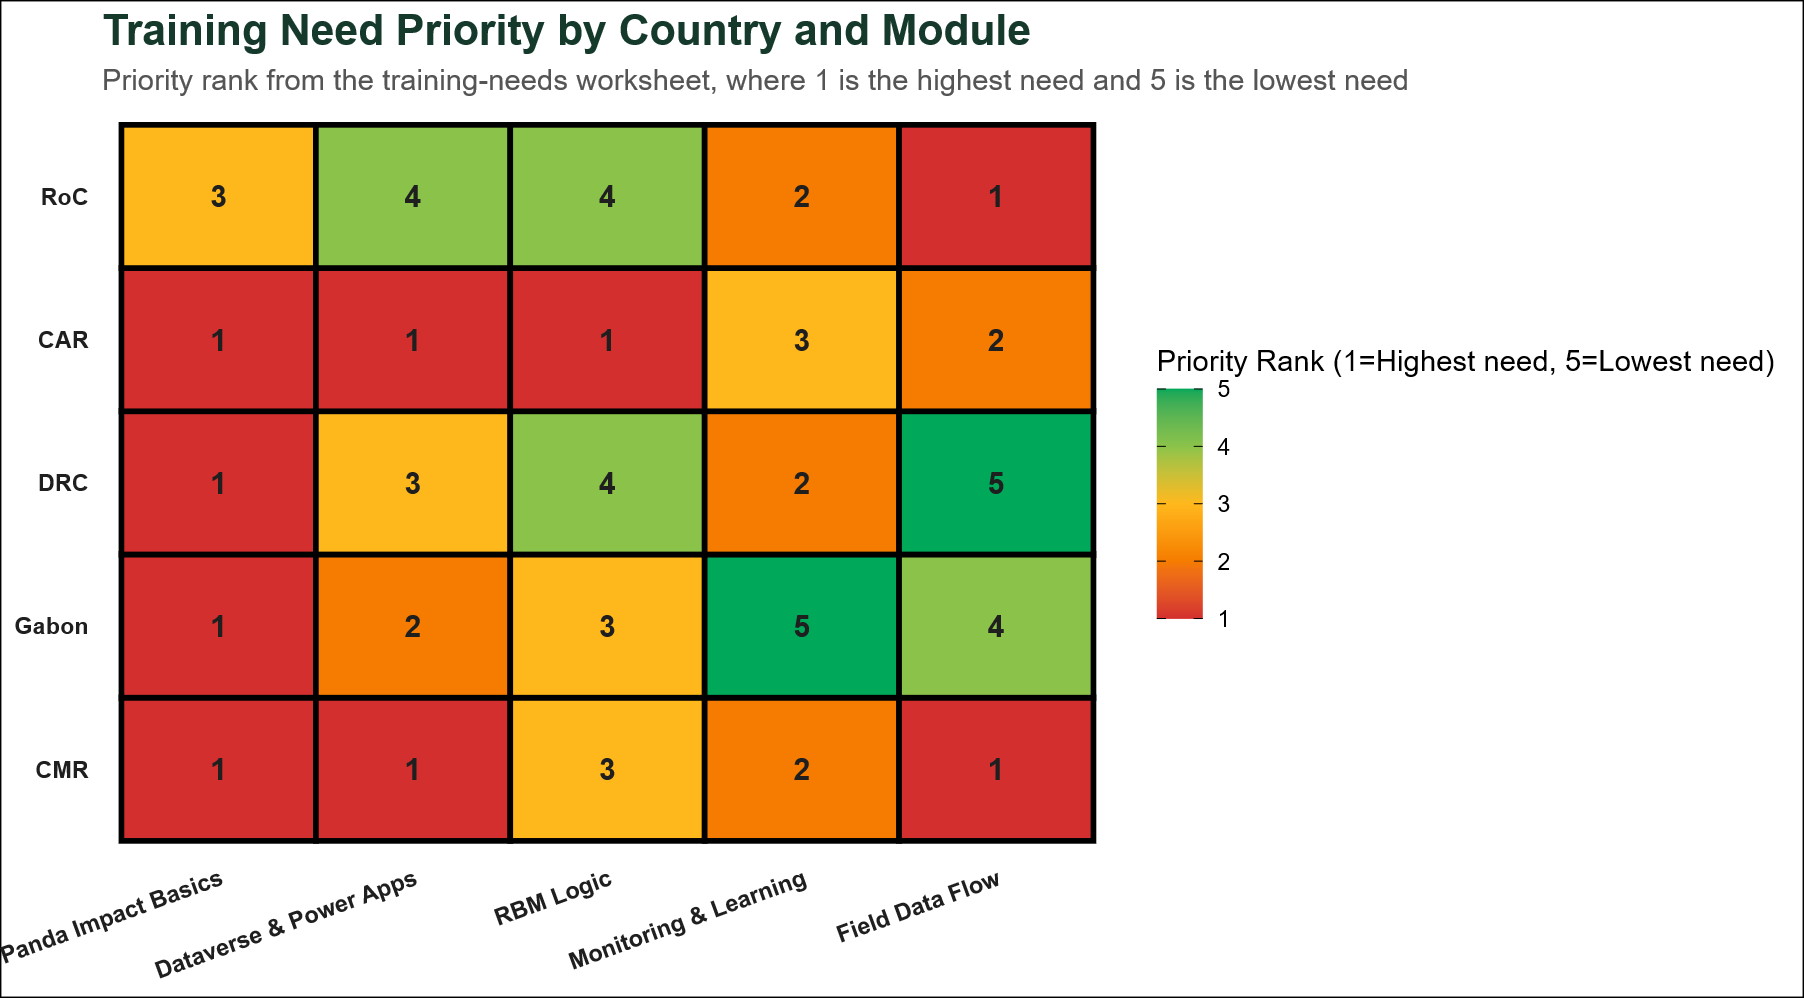 Training Need Priority by Country and Module
Priority rank from the training-needs worksheet, where 1 is the highest need and 5 is the lowest need
RoC 3 4 4 2 1
CAR 1 1 1 3 2
DRC 1 3 4 2 5
Gabon 1 2 3 5 4
CMR 1 1 3 2 1
Panda Impact Basics
Dataverse & Power Apps
RBM Logic
Monitoring & Learning
Field Data Flow
Priority Rank (1=Highest need, 5=Lowest need)
5
4
3
2
1